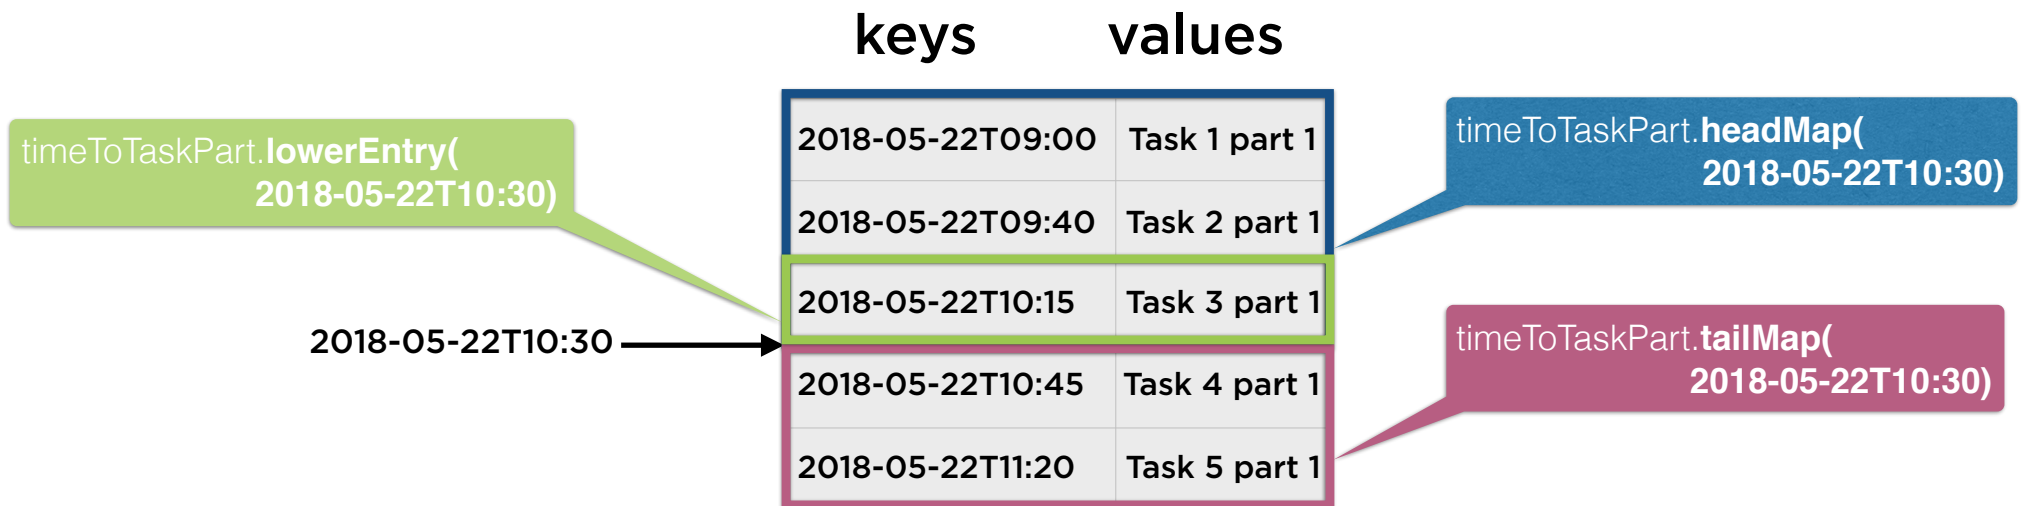 keys values
timeToTaskPart.lowerEntry(
2018-05-22T10:30)
2018-05-22T09:00 Task 1 part 1
2018-05-22T09:40 Task 2 part 1
2018-05-22T10:15 Task 3 part 1
2018-05-22T10:30
2018-05-22T10:45 Task 4 part 1
2018-05-22T11:20 Task 5 part 1
timeToTaskPart.headMap(
2018-05-22T10:30)
timeToTaskPart.tailMap(
2018-05-22T10:30)